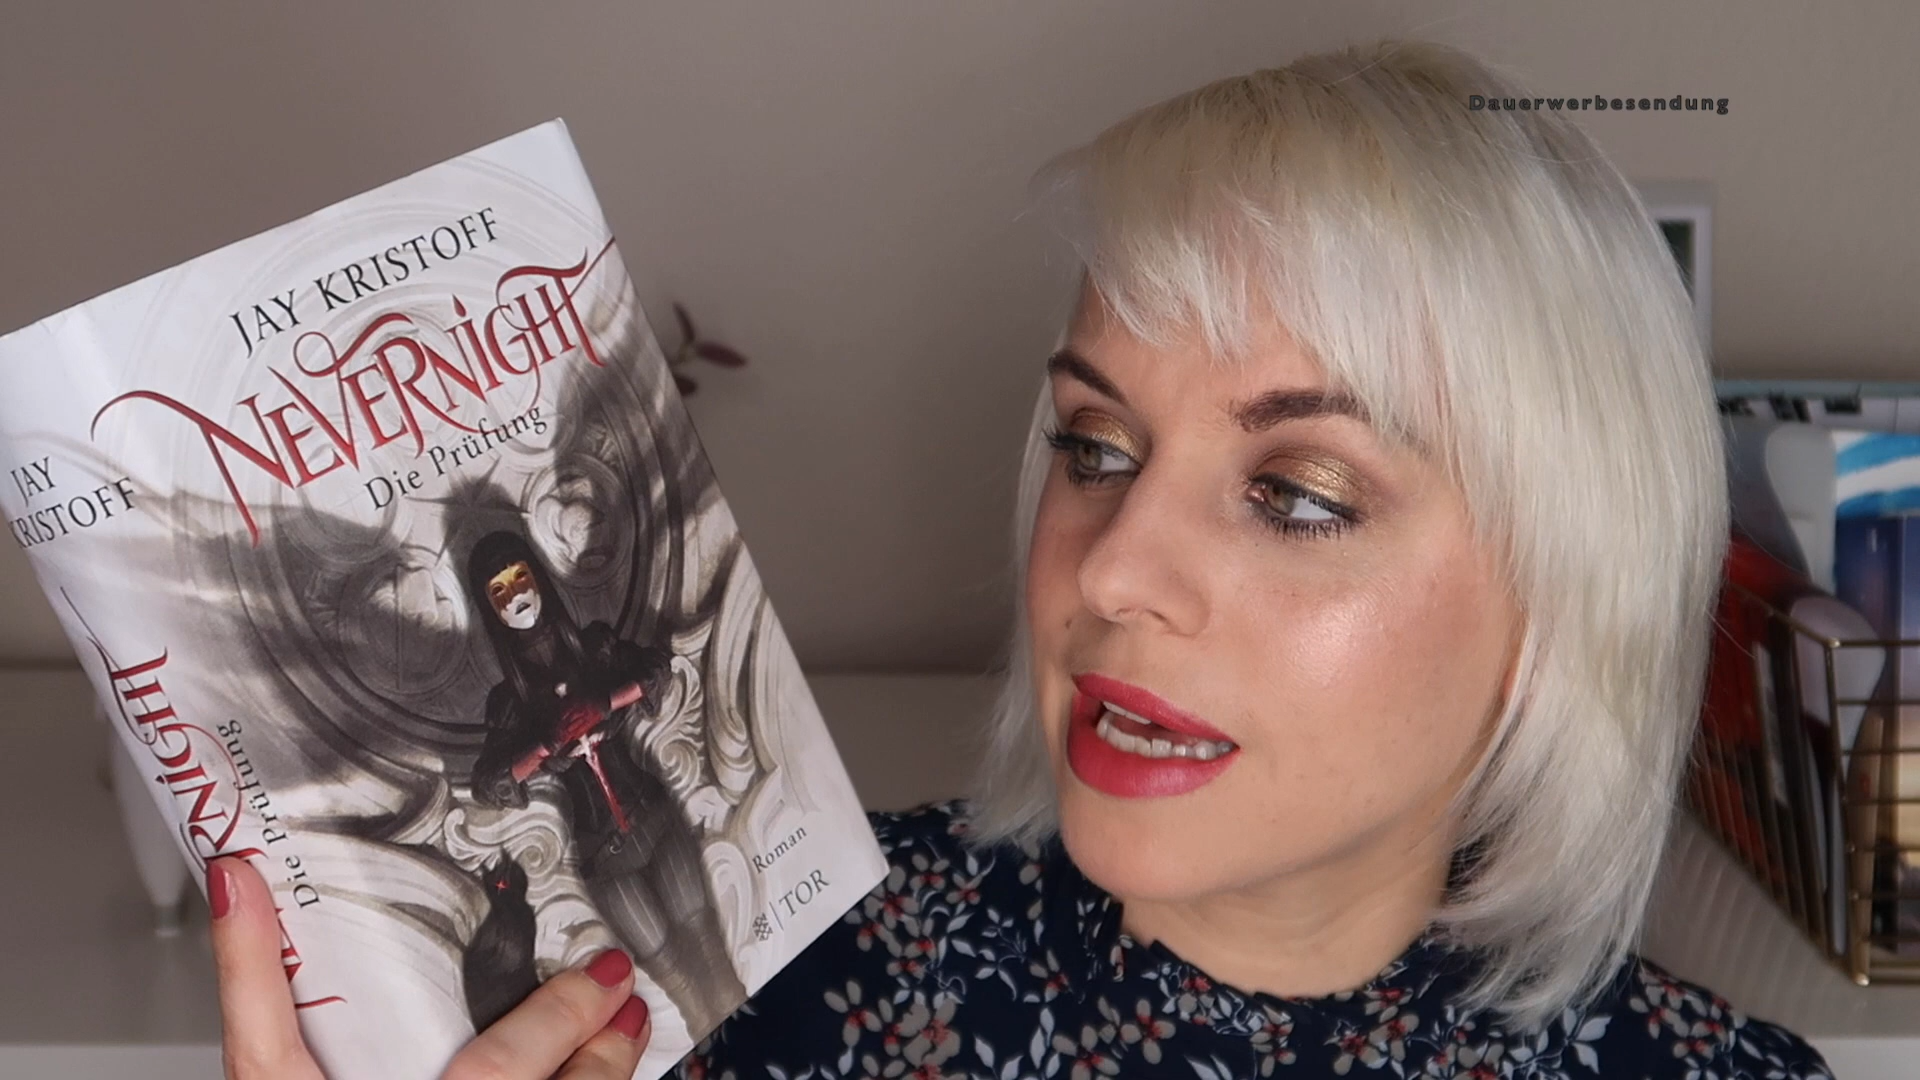 Dauerwerbesendung
JAY KRISTOFF
NEVERNIGHT
Die Prüfung
Roman
TOR
JAY
KRISTOFF
NEVERNIGHT
Die Prüfung